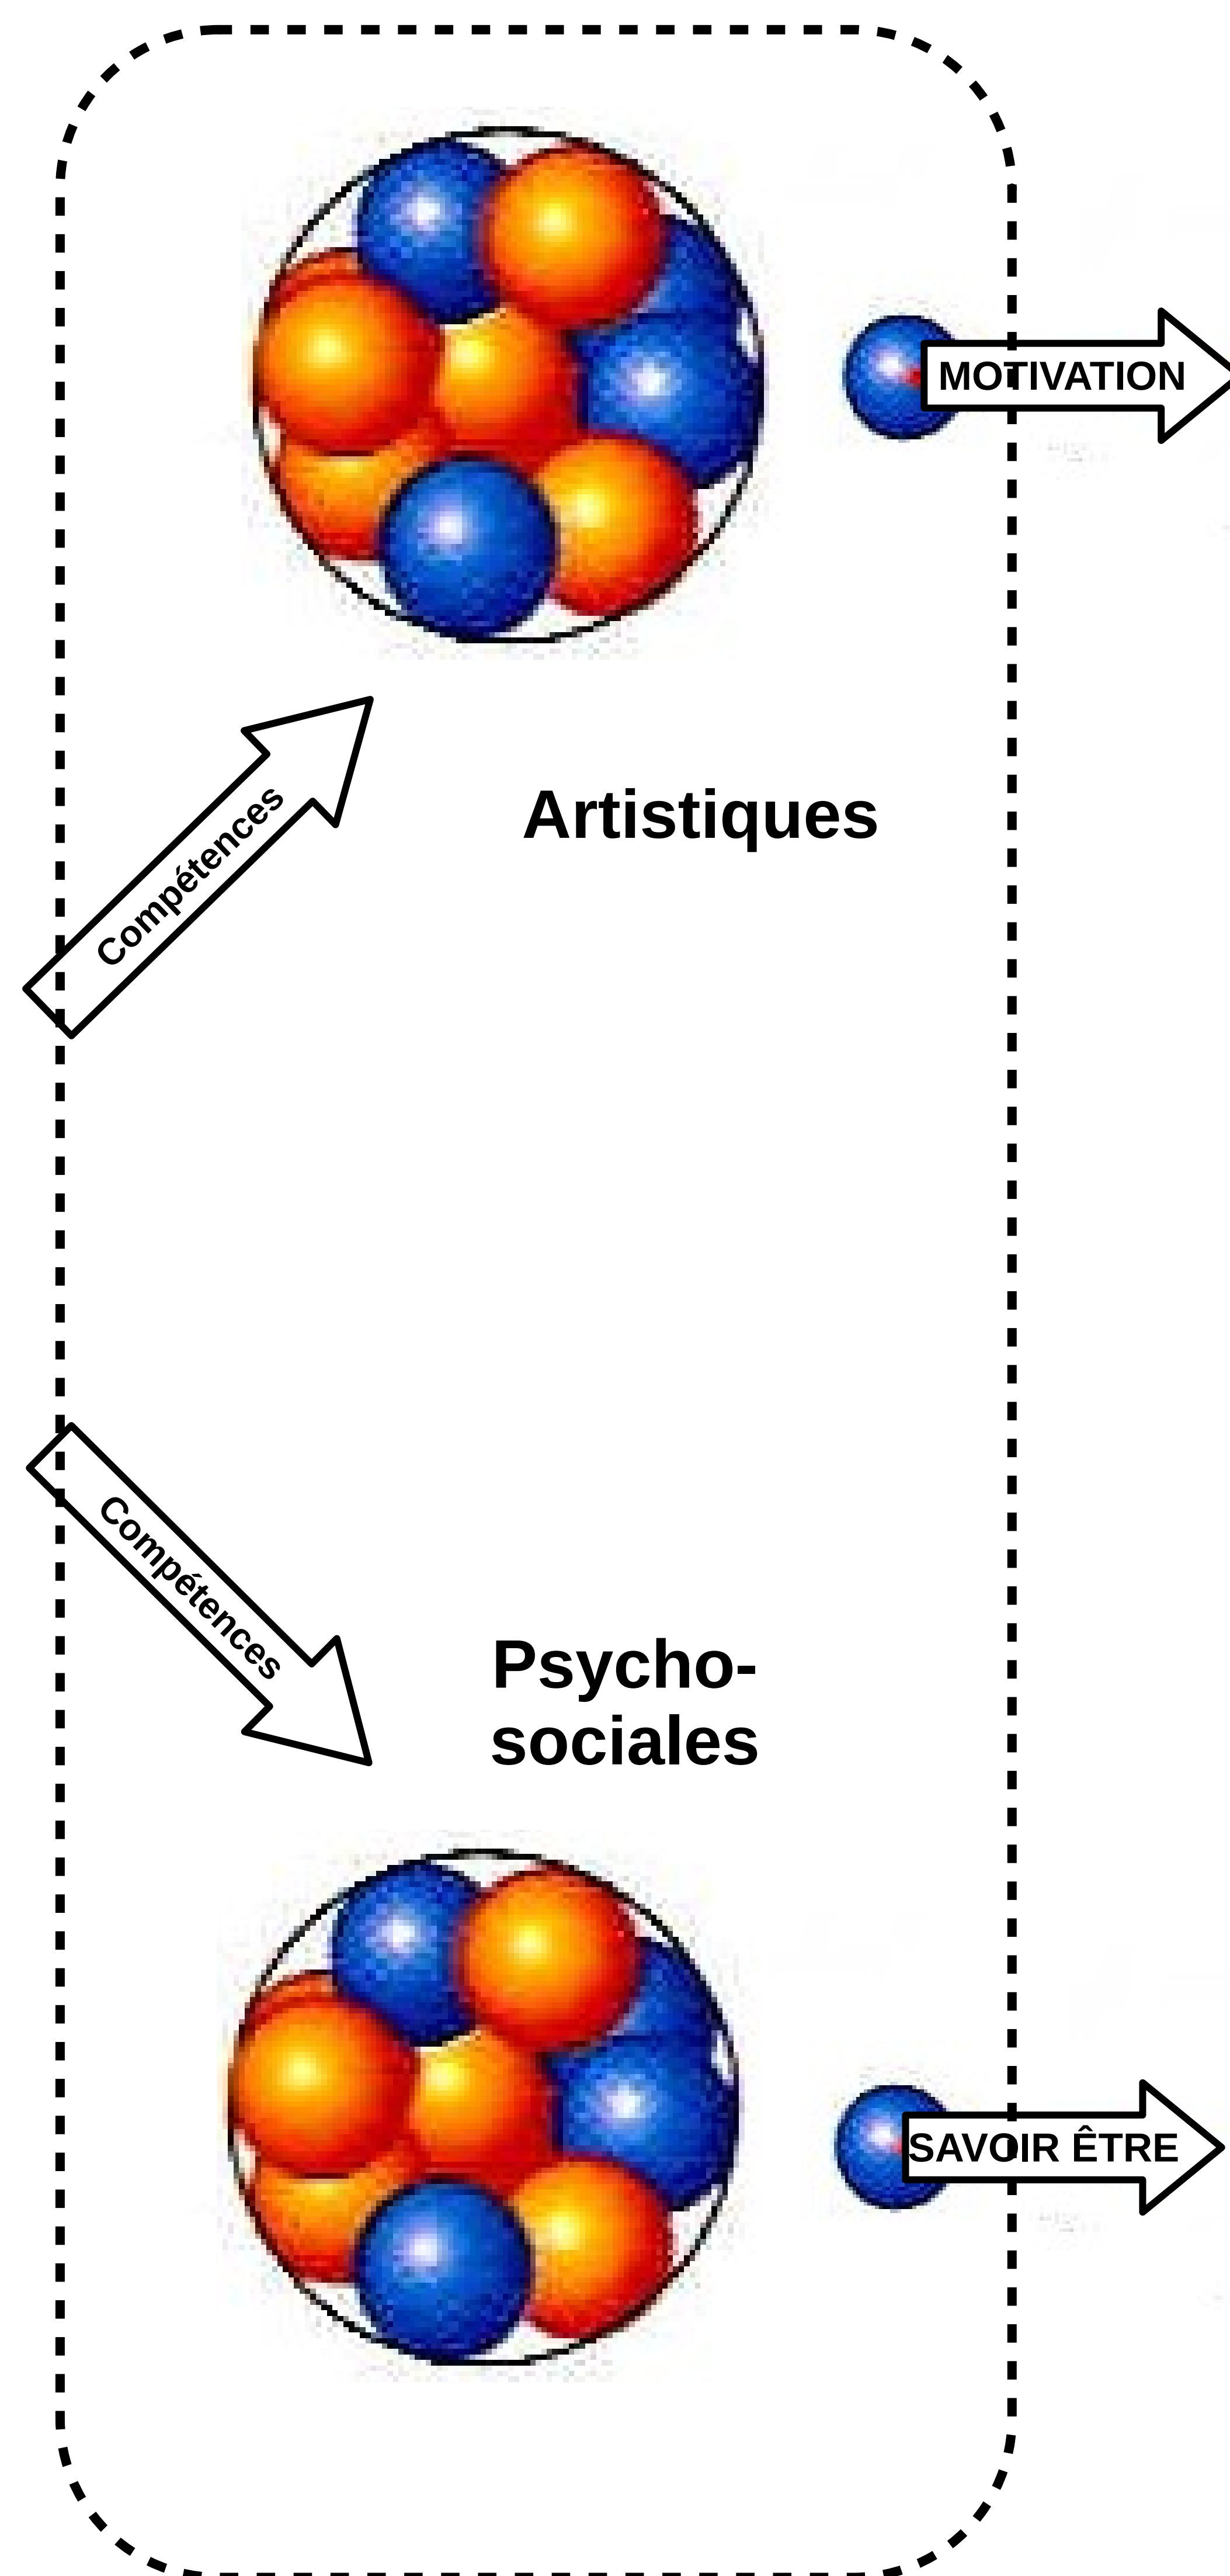 MOTIVATION
Compétences
Artistiques
Compétences
Psycho-
sociales
SAVOIR ÊTRE